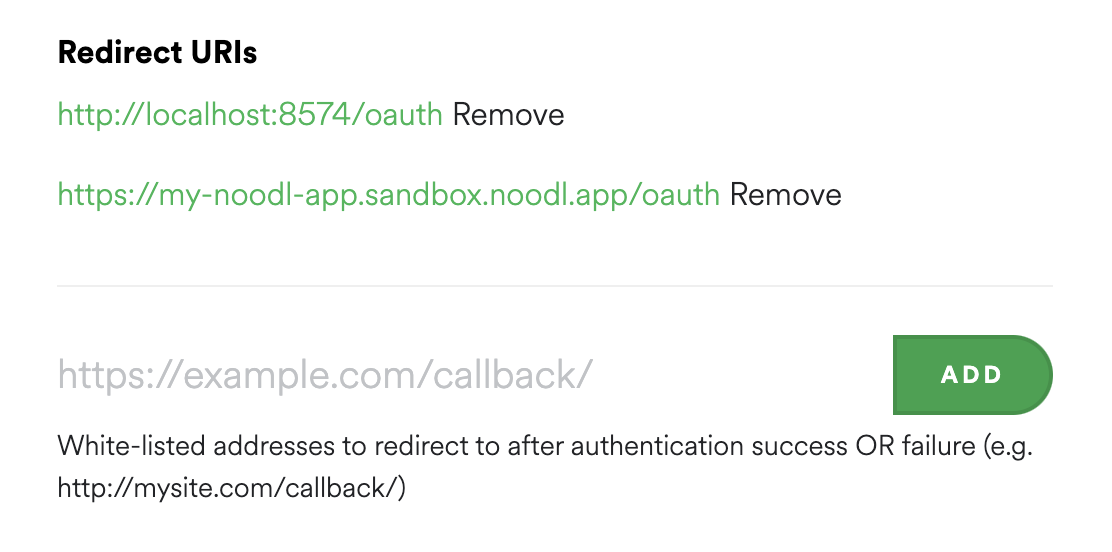 Redirect URIs
http://localhost:8574/oauth Remove
https://my-noodl-app.sandbox.noodl.app/oauth Remove
https://example.com/callback/
ADD
White-listed addresses to redirect to after authentication success OR failure (e.g.
http://mysite.com/callback/)